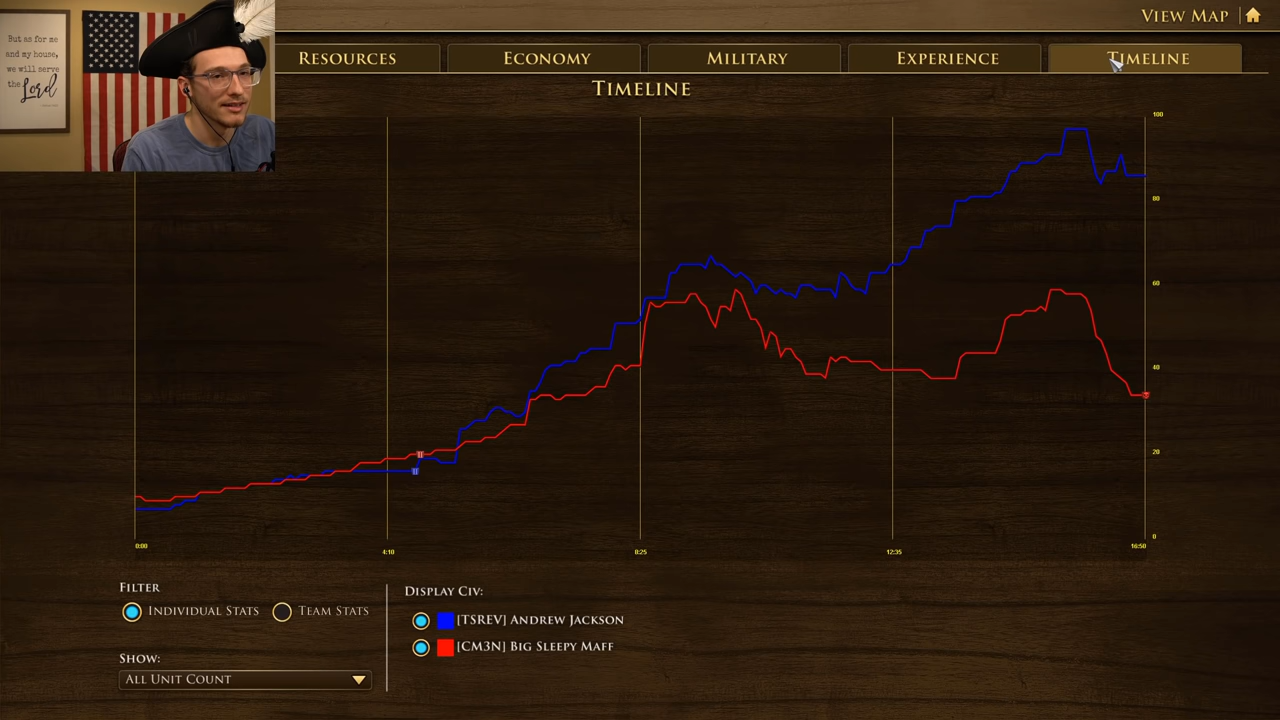 But as for me
and my house,
we will serve
the Lord
VIEW MAP
RESOURCES
ECONOMY
MILITARY
EXPERIENCE
TIMELINE
TIMELINE
100
80
60
40
20
0
II
II
0:00
4:10
8:25
12:35
16:50
FILTER
INDIVIDUAL STATS
TEAM STATS
SHOW:
ALL UNIT COUNT
DISPLAY CIV:
[TSREV] ANDREW JACKSON
[CM3N] BIG SLEEPY MAFF